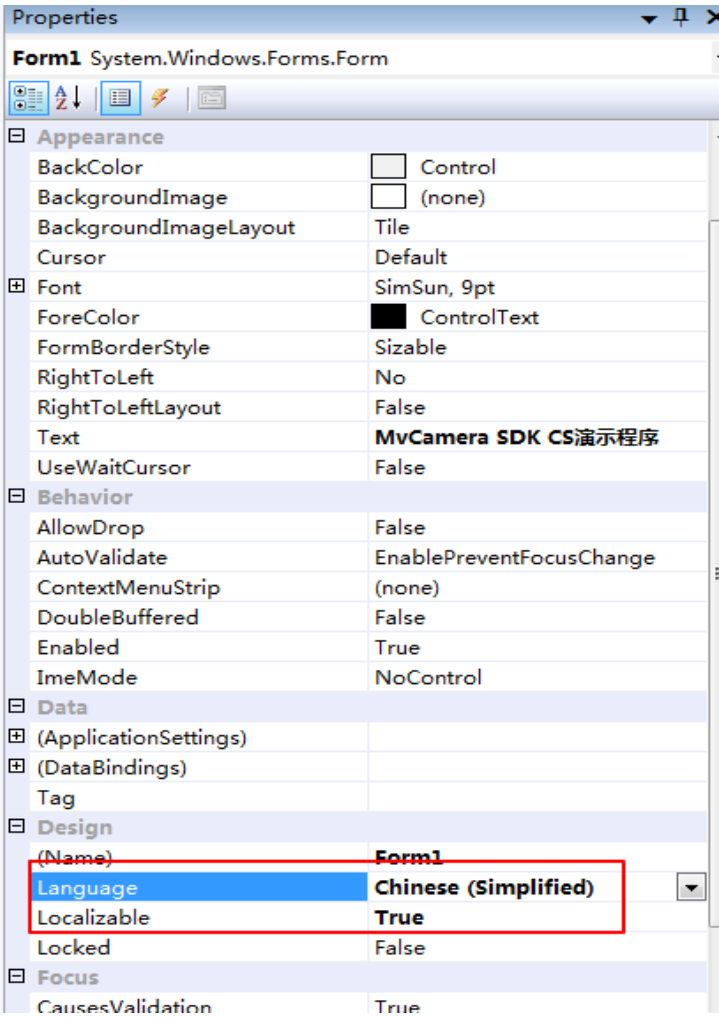 Properties
Form1 System.Windows.Forms.Form
Appearance
BackColor Control
BackgroundImage (none)
BackgroundImageLayout Tile
Cursor Default
Font SimSun, 9pt
ForeColor ControlText
FormBorderStyle Sizable
RightToLeft No
RightToLeftLayout False
Text MvCamera SDK CS演示程序
UseWaitCursor False
Behavior
AllowDrop False
AutoValidate EnablePreventFocusChange
ContextMenuStrip (none)
DoubleBuffered False
Enabled True
ImeMode NoControl
Data
(ApplicationSettings)
(DataBindings)
Tag
Design
(Name) Form1
Language Chinese (Simplified)
Localizable True
Locked False
Focus
CausesValidation True